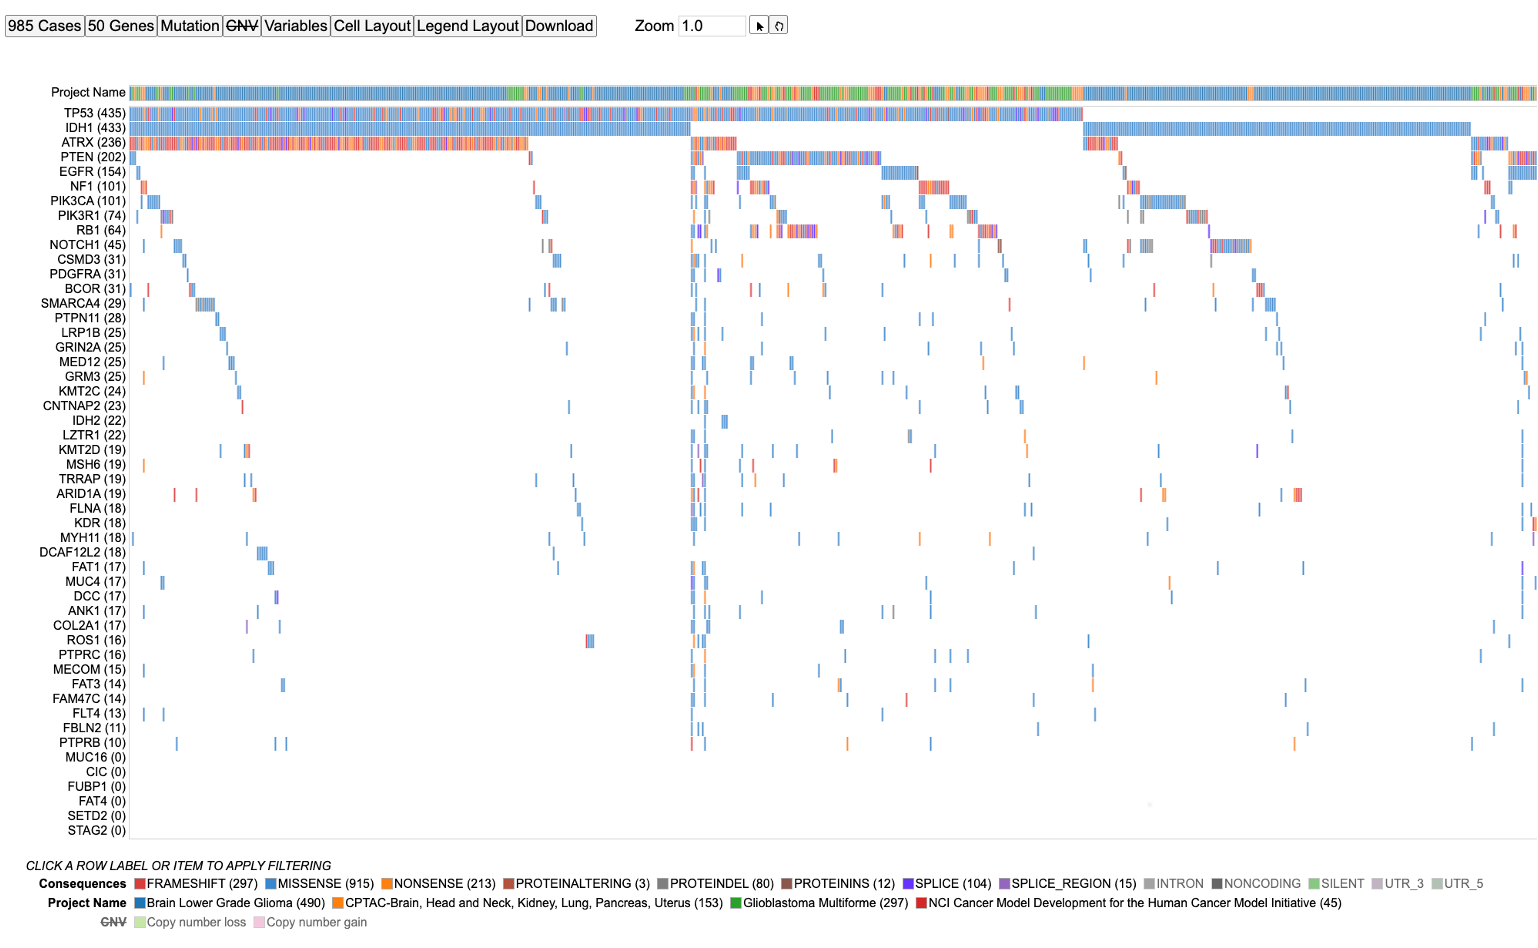 985 Cases 50 Genes Mutation CNV Variables Cell Layout Legend Layout Download Zoom 1.0
Project Name
TP53 (435)
IDH1 (433)
ATRX (236)
PTEN (202)
EGFR (154)
NF1 (101)
PIK3CA (101)
PIK3R1 (74)
RB1 (64)
NOTCH1 (45)
CSMD3 (31)
PDGFRA (31)
BCOR (31)
SMARCA4 (29)
PTPN11 (28)
LRP1B (25)
GRIN2A (25)
MED12 (25)
GRM3 (25)
KMT2C (24)
CNTNAP2 (23)
IDH2 (22)
LZTR1 (22)
KMT2D (19)
MSH6 (19)
TRRAP (19)
ARID1A (19)
FLNA (18)
KDR (18)
MYH11 (18)
DCAF12L2 (18)
FAT1 (17)
MUC4 (17)
DCC (17)
ANK1 (17)
COL2A1 (17)
ROS1 (16)
PTPRC (16)
MECOM (15)
FAT3 (14)
FAM47C (14)
FLT4 (13)
FBLN2 (11)
PTPRB (10)
MUC16 (0)
CIC (0)
FUBP1 (0)
FAT4 (0)
SETD2 (0)
STAG2 (0)
CLICK A ROW LABEL OR ITEM TO APPLY FILTERING
Consequences FRAMESHIFT (297) MISSENSE (915) NONSENSE (213) PROTEINALTERING (3) PROTEINDEL (80) PROTEININS (12) SPLICE (104) SPLICE_REGION (15) INTRON NONCODING SILENT UTR_3 UTR_5
Project Name Brain Lower Grade Glioma (490) CPTAC-Brain, Head and Neck, Kidney, Lung, Pancreas, Uterus (153) Glioblastoma Multiforme (297) NCI Cancer Model Development for the Human Cancer Model Initiative (45)
CNV Copy number loss Copy number gain